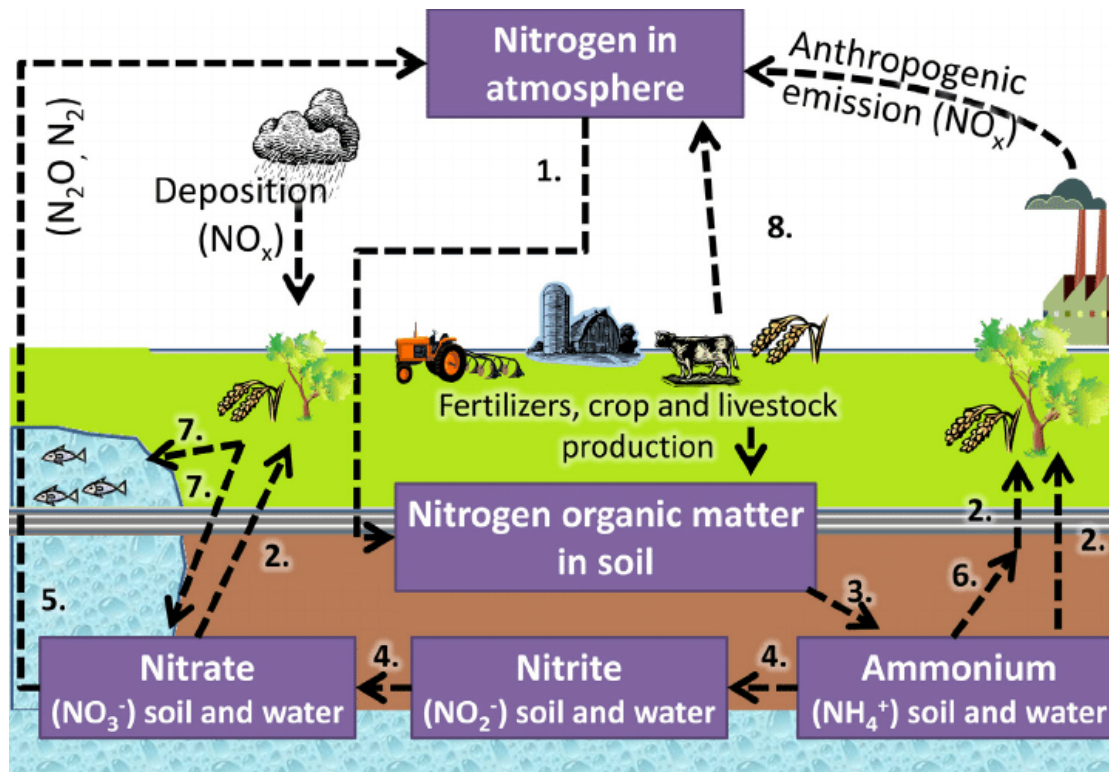 Nitrogen in
atmosphere
Anthropogenic
emission (NOₓ)
(N₂O, N₂)
Deposition
(NOₓ)
1.
8.
Fertilizers, crop and livestock
production
7.
7.
2.
Nitrogen organic matter
in soil
2.
2.
5.
3.
6.
Nitrate
(NO₃⁻) soil and water
4.
Nitrite
(NO₂⁻) soil and water
4.
Ammonium
(NH₄⁺) soil and water